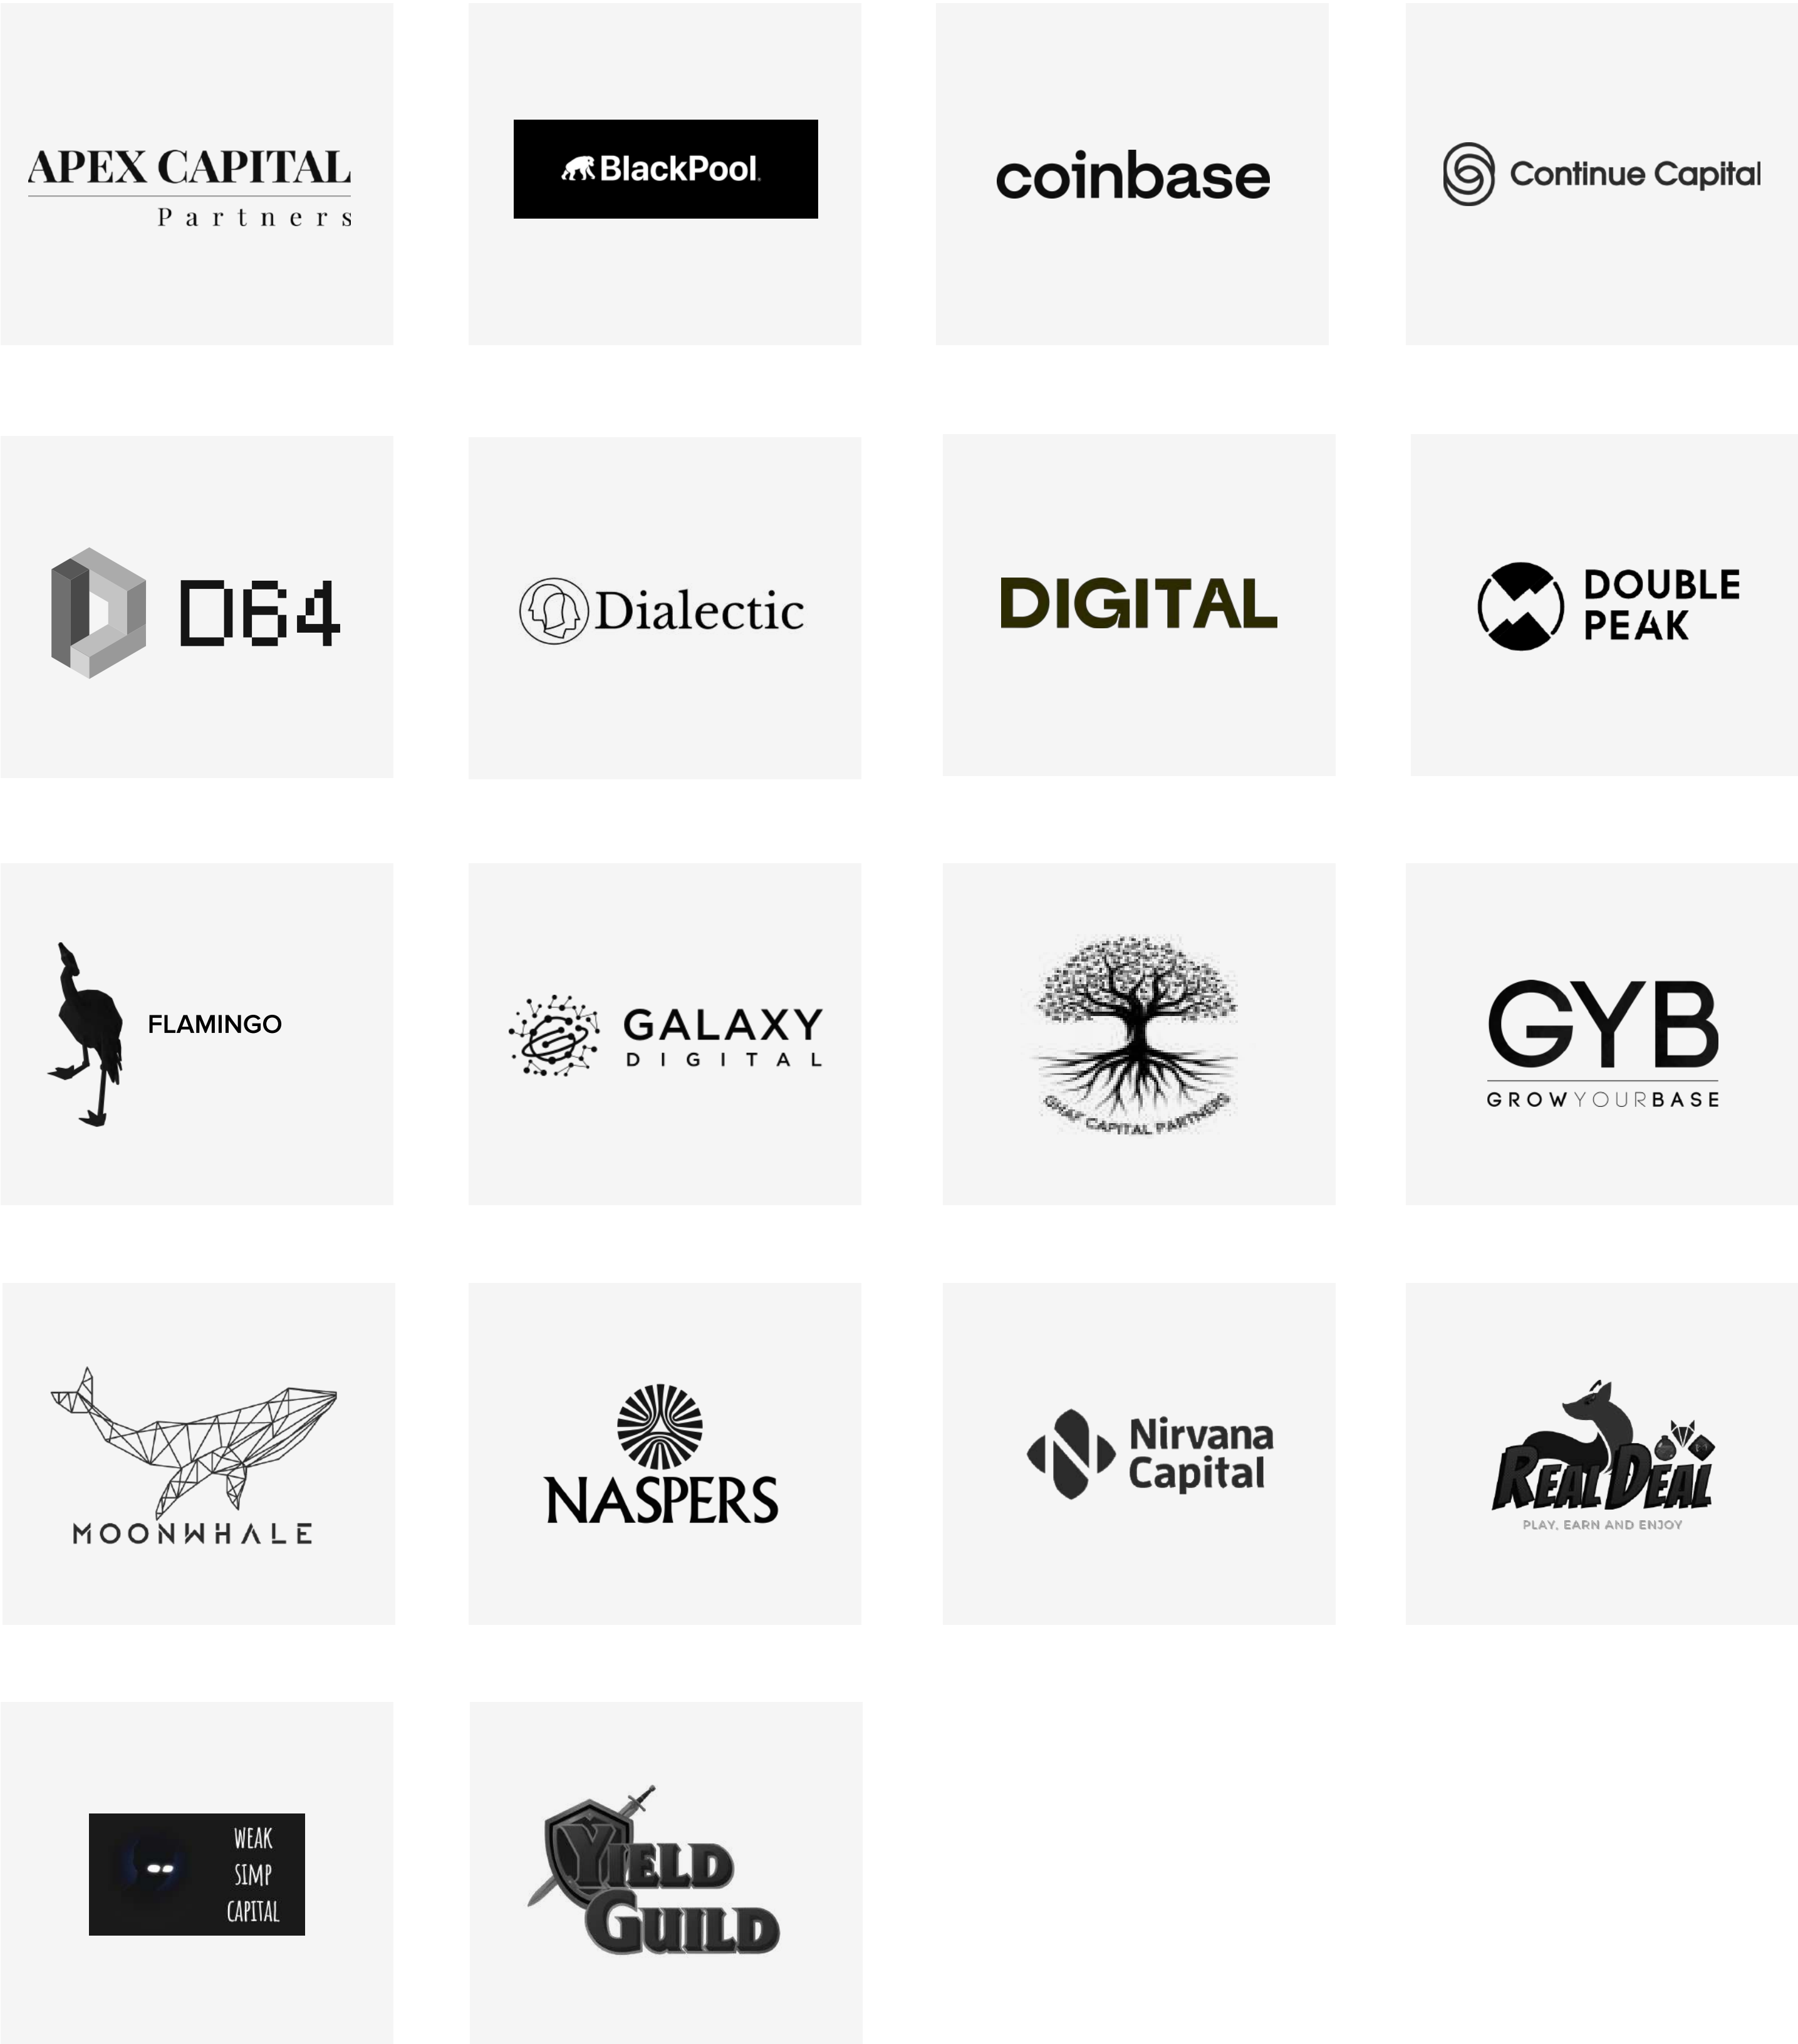 APEX CAPITAL
Partners
BlackPool
coinbase
Continue Capital
D64
Dialectic
DIGITAL
DOUBLE
PEAK
FLAMINGO
GALAXY
DIGITAL
GHAF CAPITAL PARTNERS
GYB
GROWYOURBASE
MOONWHALE
NASPERS
Nirvana
Capital
REAL DEAL
PLAY, EARN AND ENJOY
WEAK
SIMP
CAPITAL
YIELD
GUILD